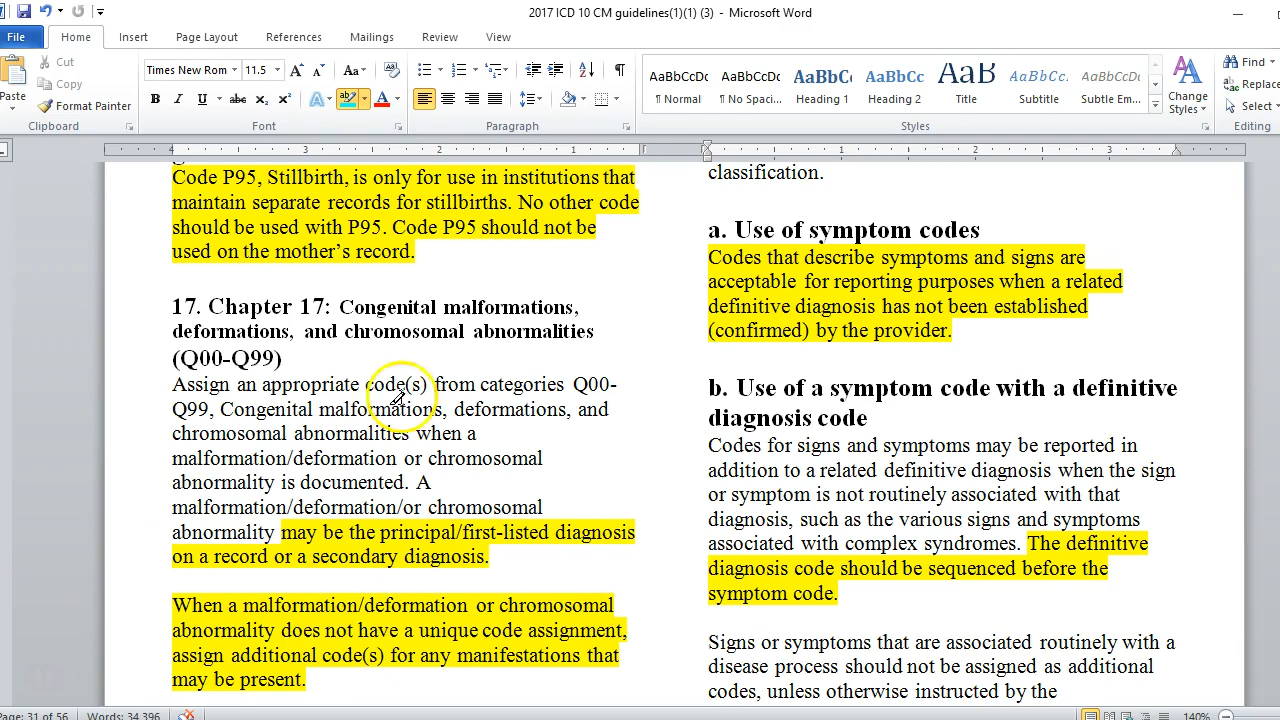 2017 ICD 10 CM guidelines(1)(1) (3) - Microsoft Word
File Home Insert Page Layout References Mailings Review View
Paste
Cut
Copy
Format Painter
Clipboard
Times New Rom 11.5
Font
Paragraph
AaBbCcDc AaBbCcDc AaBbC AaBbCc AaB AaBbCcL AaBbCcDc
¶ Normal ¶ No Spaci... Heading 1 Heading 2 Title Subtitle Subtle Em...
Change
Styles
Styles
Find
Replace
Select
Editing
4 3 2 1 1 2 3
Code P95, Stillbirth, is only for use in institutions that
maintain separate records for stillbirths. No other code
should be used with P95. Code P95 should not be
used on the mother’s record.
17. Chapter 17: Congenital malformations,
deformations, and chromosomal abnormalities
(Q00-Q99)
Assign an appropriate code(s) from categories Q00-
Q99, Congenital malformations, deformations, and
chromosomal abnormalities when a
malformation/deformation or chromosomal
abnormality is documented. A
malformation/deformation/or chromosomal
abnormality may be the principal/first-listed diagnosis
on a record or a secondary diagnosis.
When a malformation/deformation or chromosomal
abnormality does not have a unique code assignment,
assign additional code(s) for any manifestations that
may be present.
classification.
a. Use of symptom codes
Codes that describe symptoms and signs are
acceptable for reporting purposes when a related
definitive diagnosis has not been established
(confirmed) by the provider.
b. Use of a symptom code with a definitive
diagnosis code
Codes for signs and symptoms may be reported in
addition to a related definitive diagnosis when the sign
or symptom is not routinely associated with that
diagnosis, such as the various signs and symptoms
associated with complex syndromes. The definitive
diagnosis code should be sequenced before the
symptom code.
Signs or symptoms that are associated routinely with a
disease process should not be assigned as additional
codes, unless otherwise instructed by the
Page: 31 of 56 Words: 34,396 140%